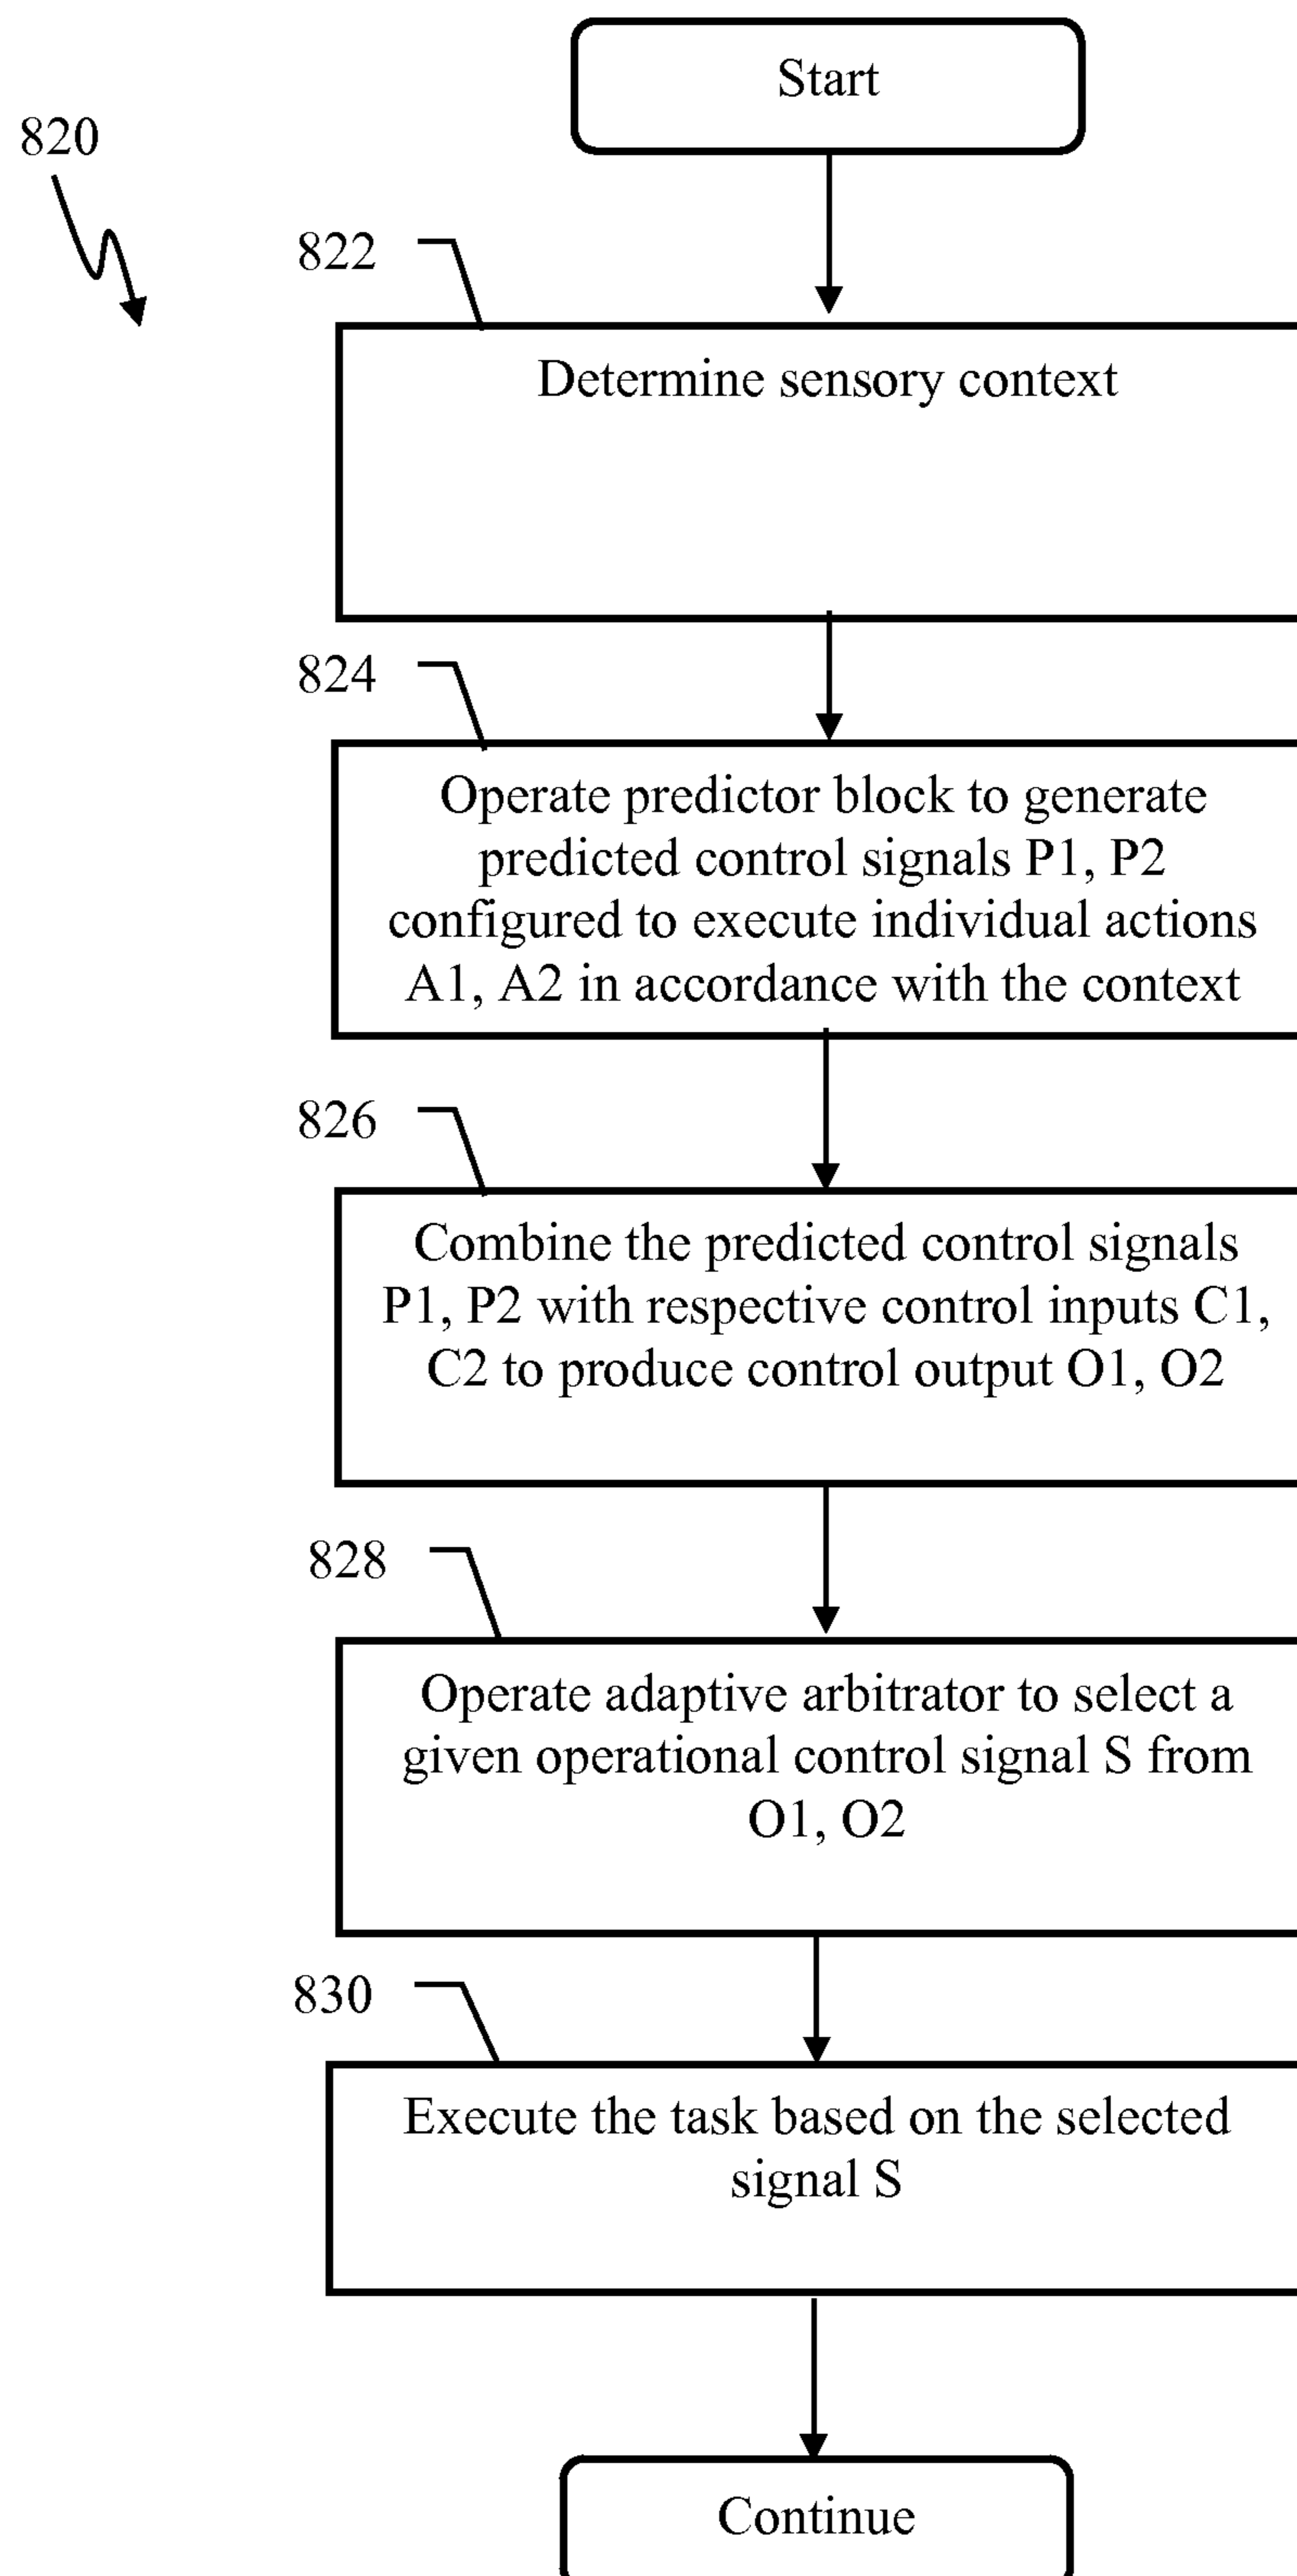 Start
820
822
Determine sensory context
824
Operate predictor block to generate
predicted control signals P1, P2
configured to execute individual actions
A1, A2 in accordance with the context
826
Combine the predicted control signals
P1, P2 with respective control inputs C1,
C2 to produce control output O1, O2
828
Operate adaptive arbitrator to select a
given operational control signal S from
O1, O2
830
Execute the task based on the selected
signal S
Continue